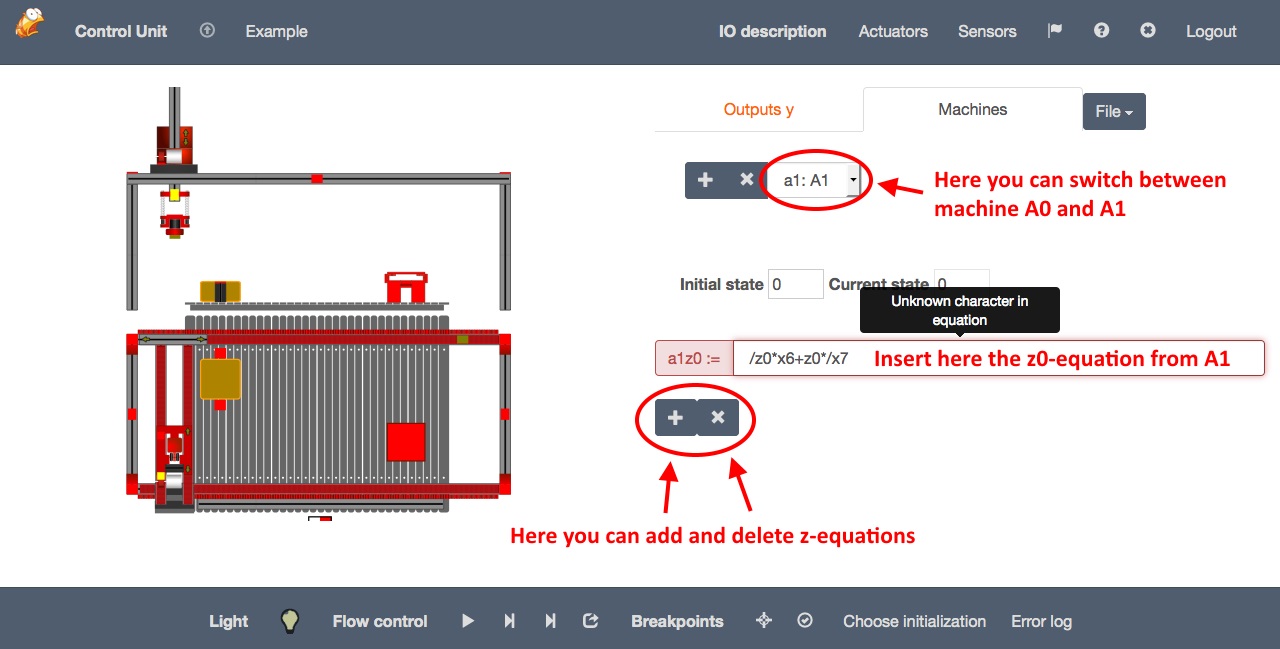 Control Unit Example IO description Actuators Sensors Logout
Outputs y Machines File
a1: A1
Here you can switch between
machine A0 and A1
Initial state 0 Current state 0
Unknown character in
equation
a1z0 := /z0*x6+z0*/x7 Insert here the z0-equation from A1
Here you can add and delete z-equations
Light Flow control Breakpoints Choose initialization Error log